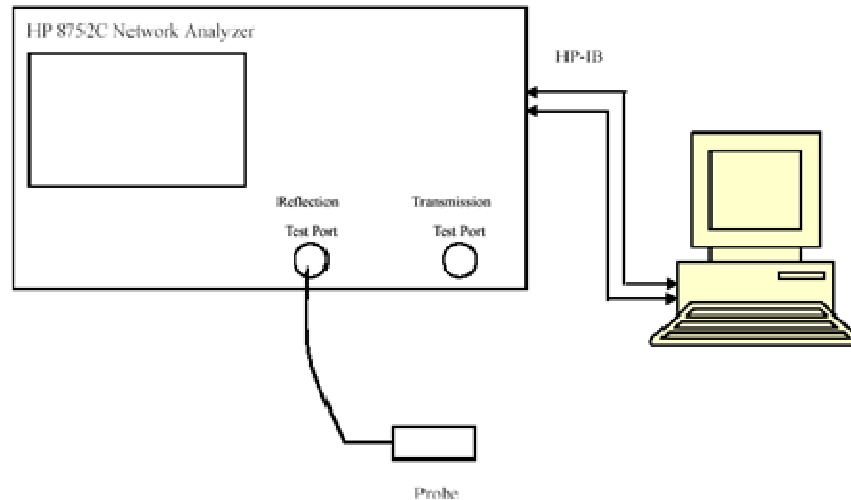 HP 8752C Network Analyzer
HP-IB
Reflection
Test Port
Transmission
Test Port
Probe